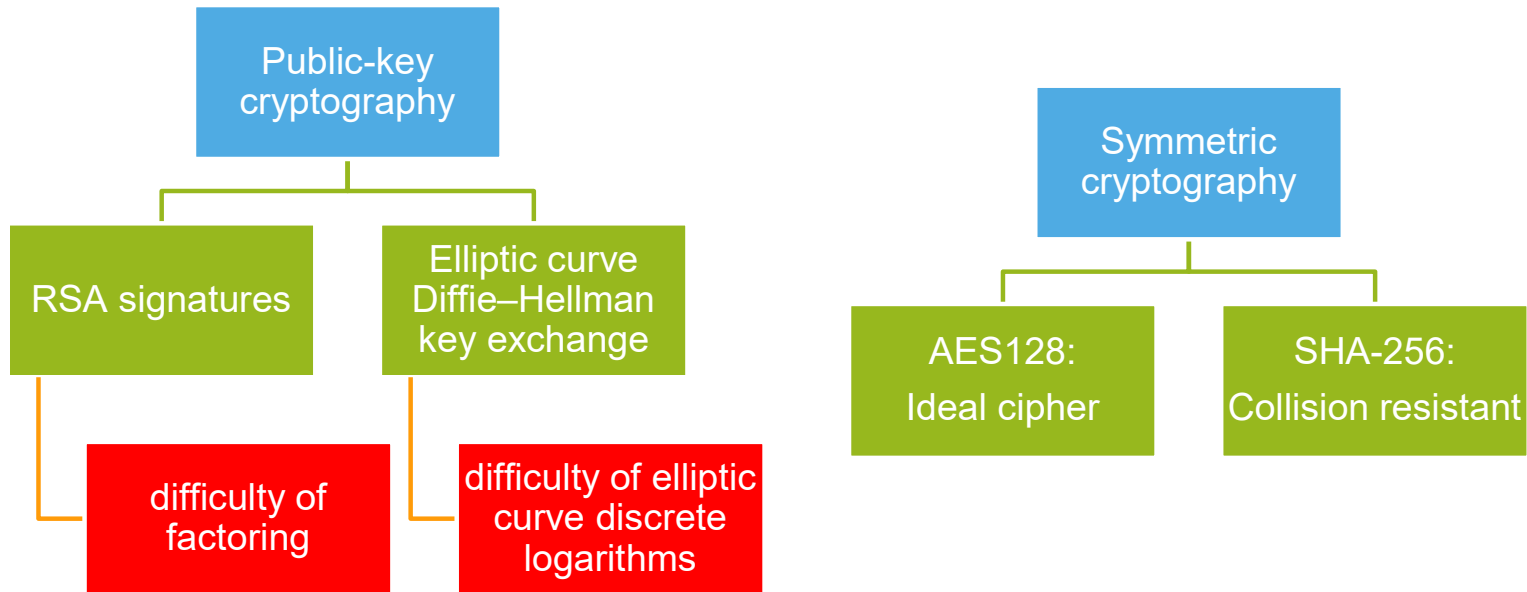 Public-key
cryptography
RSA signatures
Elliptic curve
Diffie–Hellman
key exchange
difficulty of
factoring
difficulty of elliptic
curve discrete
logarithms
Symmetric
cryptography
AES128:
Ideal cipher
SHA-256:
Collision resistant